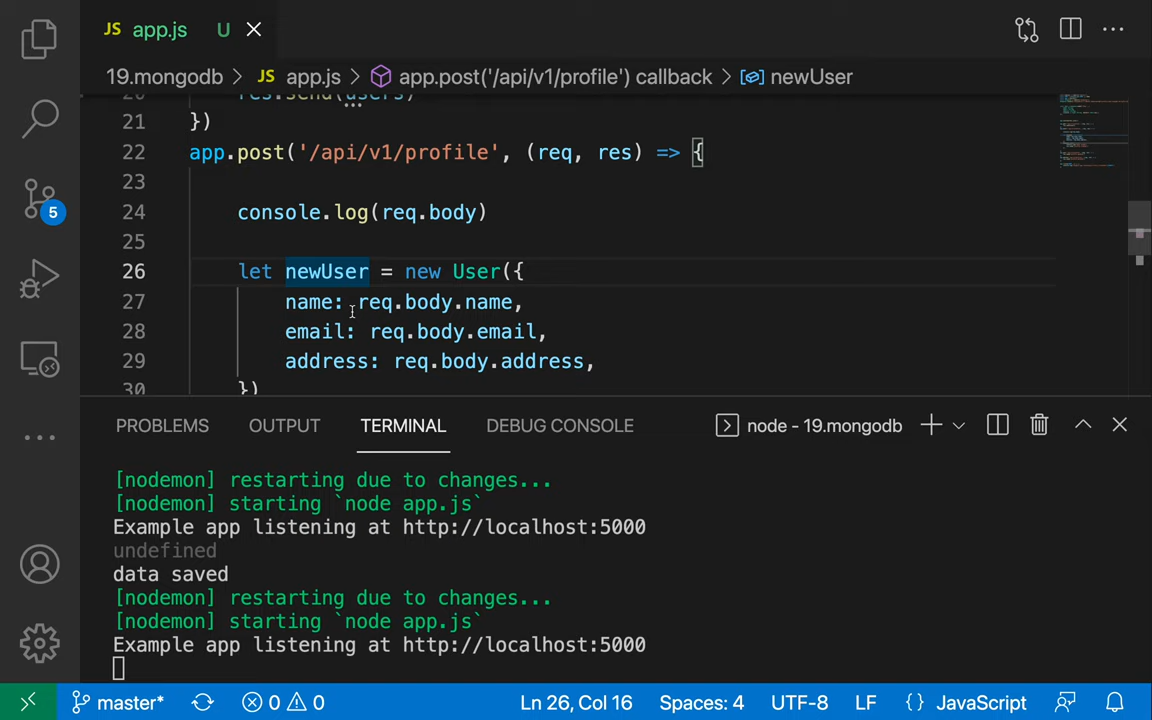 JS app.js U
19.mongodb > JS app.js > app.post('/api/v1/profile') callback > newUser
20 res.send(users)
21 })
22 app.post('/api/v1/profile', (req, res) => {
23
24 console.log(req.body)
25
26 let newUser = new User({
27 name: req.body.name,
28 email: req.body.email,
29 address: req.body.address,
30 })
5
PROBLEMS OUTPUT TERMINAL DEBUG CONSOLE node - 19.mongodb
[nodemon] restarting due to changes...
[nodemon] starting `node app.js`
Example app listening at http://localhost:5000
undefined
data saved
[nodemon] restarting due to changes...
[nodemon] starting `node app.js`
Example app listening at http://localhost:5000
master* 0 0 Ln 26, Col 16 Spaces: 4 UTF-8 LF {} JavaScript